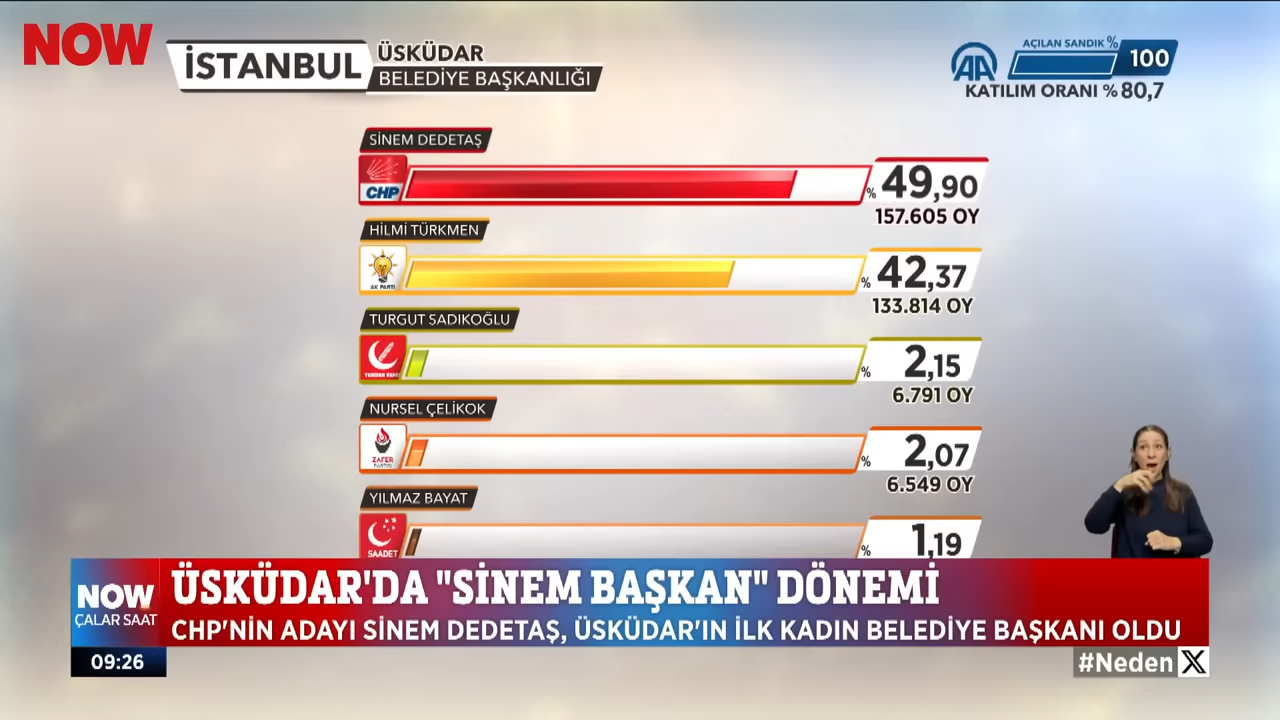 NOW
İSTANBUL
ÜSKÜDAR
BELEDİYE BAŞKANLIĞI
AA
AÇILAN SANDIK %
100
KATILIM ORANI % 80,7
SİNEM DEDETAŞ
CHP
% 49,90
157.605 OY
HİLMİ TÜRKMEN
AK PARTİ
% 42,37
133.814 OY
TURGUT SADIKOĞLU
YENİDEN REFAH
% 2,15
6.791 OY
NURSEL ÇELİKOK
ZAFER
PARTİSİ
% 2,07
6.549 OY
YILMAZ BAYAT
SAADET
% 1,19
NOW
ÇALAR SAAT
09:26
ÜSKÜDAR'DA "SİNEM BAŞKAN" DÖNEMİ
CHP'NİN ADAYI SİNEM DEDETAŞ, ÜSKÜDAR'IN İLK KADIN BELEDİYE BAŞKANI OLDU
#Neden X